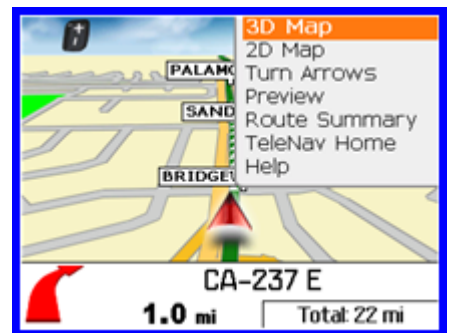 3D Map
2D Map
Turn Arrows
Preview
Route Summary
TeleNav Home
Help
SAND
CA-237 E
1.0 mi
Total: 22 mi